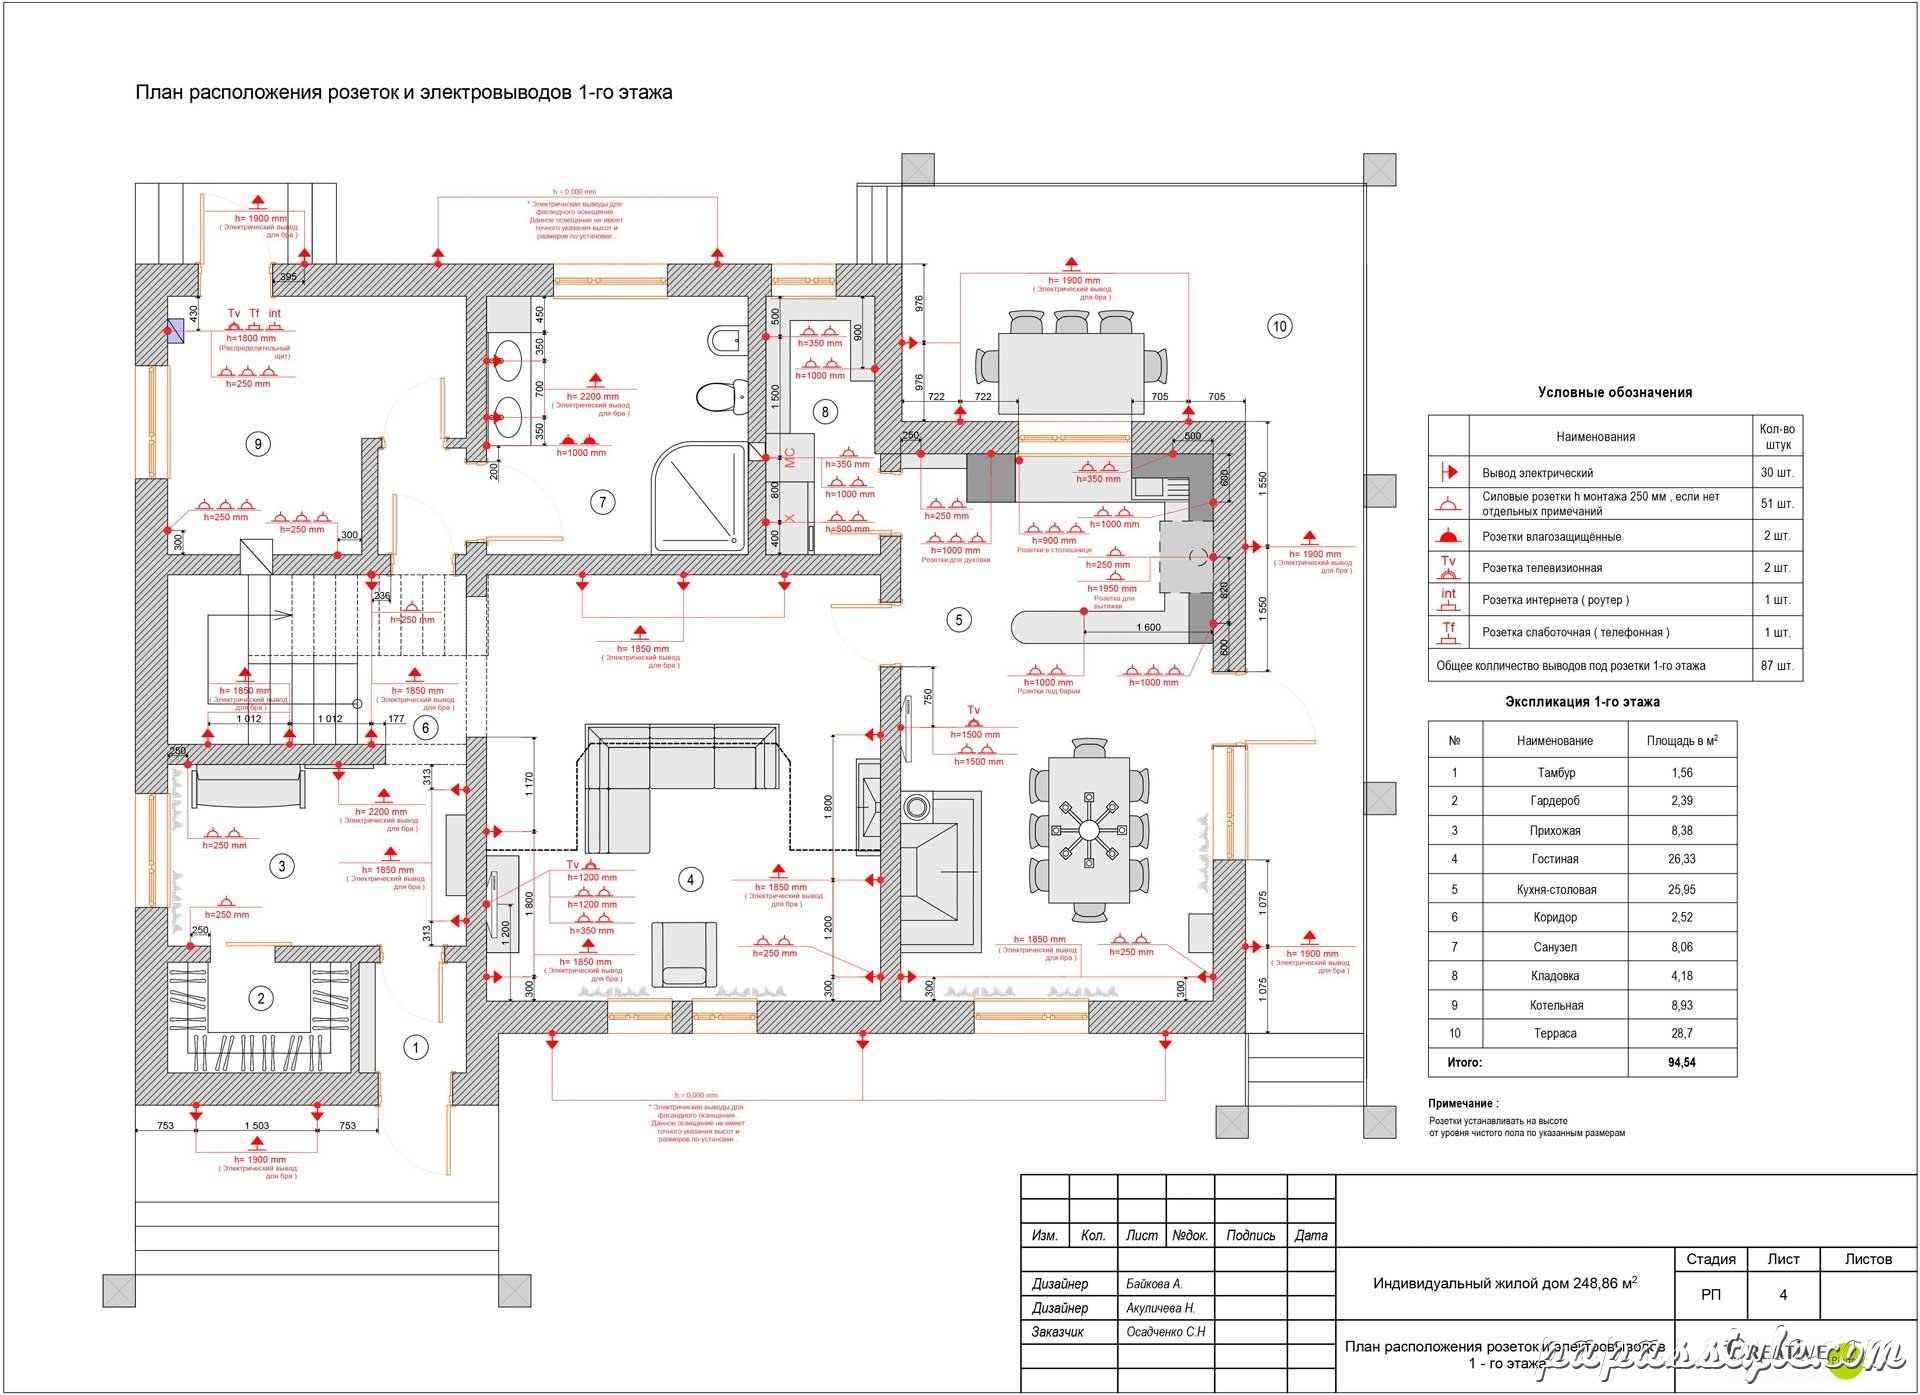 План расположения розеток и электровыводов 1-го этажа
h = 0,000 mm
* Электрические выводы для
фасандного освещения .
Данное освещение не имеет
точного указания высот и
размеров по установке .
h= 1900 mm
( Электрический вывод
для бра )
395
430
Tv Tf int
h=1800 mm
(Распределительный
щит)
h=250 mm
9
h=250 mm
h=250 mm
300
300
450
350
700
350
200
h= 2200 mm
( Электрический вывод
для бра )
h=1000 mm
7
500
1 500
800
400
900
h=350 mm
h=1000 mm
8
МС
Х
h=350 mm
h=1000 mm
h=500 mm
976
976
h= 1900 mm
( Электрический вывод
для бра )
10
722
722
705
705
250
500
600
1 550
1 550
h=350 mm
h=250 mm
h=1000 mm
Розетки для духовки
h=900 mm
Розетки в столешнице
h=1000 mm
h=250 mm
h=1950 mm
Розетка для
вытяжки
820
600
1 600
h= 1900 mm
( Электрический вывод
для бра )
5
h=1000 mm
Розетки под баром
h=1000 mm
236
h=250 mm
h= 1850 mm
( Электрический вывод
для бра )
h= 1850 mm
( Электрический вывод
для бра )
h= 1850 mm
( Электрический вывод
для бра )
1 012
1 012
177
6
250
313
h= 2200 mm
( Электрический вывод
для бра )
h=250 mm
3
h= 1850 mm
( Электрический вывод
для бра )
h=250 mm
250
313
2
1
1 170
1 800
1 200
300
Tv
h=1200 mm
h=1200 mm
h=350 mm
h= 1850 mm
( Электрический вывод
для бра )
4
h= 1850 mm
( Электрический вывод
для бра )
h=250 mm
1 800
1 200
300
750
Tv
h=1500 mm
h=1500 mm
h= 1850 mm
( Электрический вывод
для бра )
h=250 mm
300
300
1 075
1 075
h= 1900 mm
( Электрический вывод
для бра )
753
1 503
753
h= 1900 mm
( Электрический вывод
для бра )
h = 0,000 mm
* Электрические выводы для
фасандного освещения .
Данное освещение не имеет
точного указания высот и
размеров по установке .
Условные обозначения
Наименования
Кол-во
штук
Вывод электрический 30 шт.
Силовые розетки h монтажа 250 мм , если нет
отдельных примечаний 51 шт.
Розетки влагозащищённые 2 шт.
Tv Розетка телевизионная 2 шт.
int Розетка интернета ( роутер ) 1 шт.
Tf Розетка слаботочная ( телефонная ) 1 шт.
Общее колличество выводов под розетки 1-го этажа 87 шт.
Экспликация 1-го этажа
№ Наименование Площадь в м²
1 Тамбур 1,56
2 Гардероб 2,39
3 Прихожая 8,38
4 Гостиная 26,33
5 Кухня-столовая 25,95
6 Коридор 2,52
7 Санузел 8,06
8 Кладовка 4,18
9 Котельная 8,93
10 Терраса 28,7
Итого: 94,54
Примечание :
Розетки устанавливать на высоте
от уровня чистого пола по указанным размерам
Изм. Кол. Лист №док. Подпись Дата
Дизайнер Байкова А.
Дизайнер Акуличева Н.
Заказчик Осадченко С.Н
Индивидуальный жилой дом 248,86 м²
Стадия Лист Листов
РП 4
План расположения розеток и электровыводов
1 - го этажа
CREATIVE
papasstyle.com